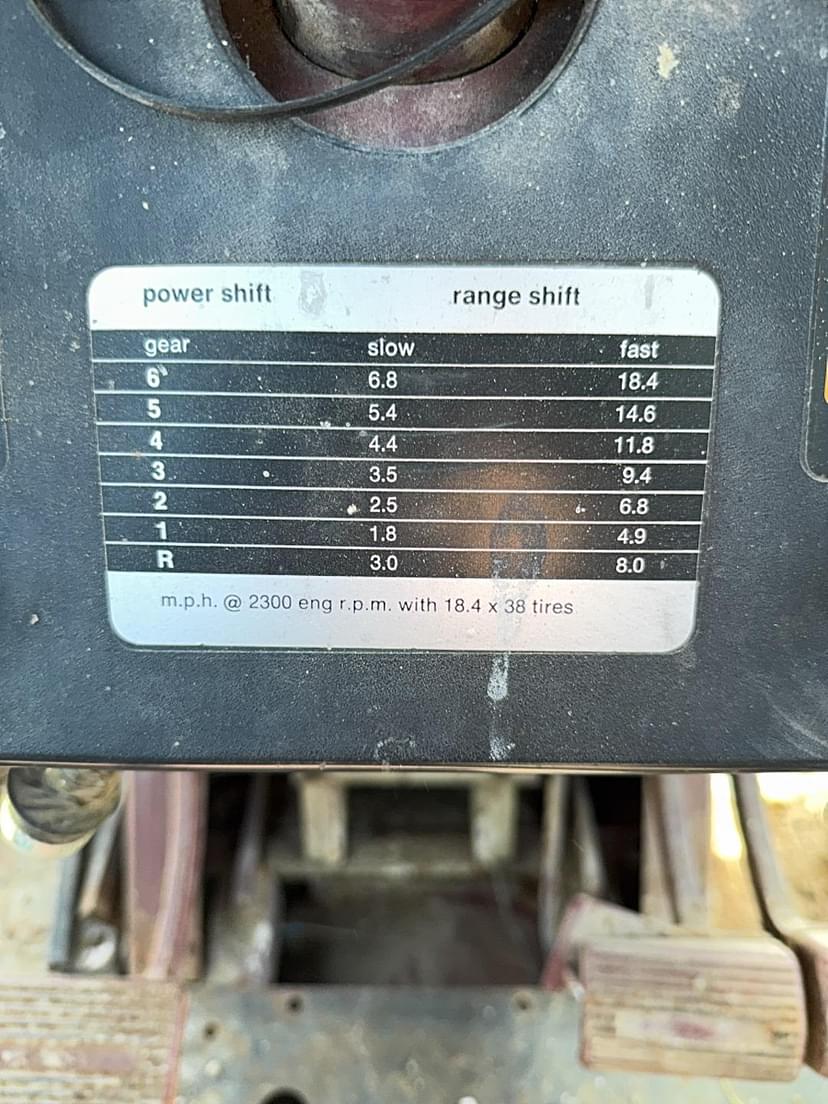 power shift range shift
gear slow fast
6 6.8 18.4
5 5.4 14.6
4 4.4 11.8
3 3.5 9.4
2 2.5 6.8
1 1.8 4.9
R 3.0 8.0
m.p.h. @ 2300 eng r.p.m. with 18.4 x 38 tires